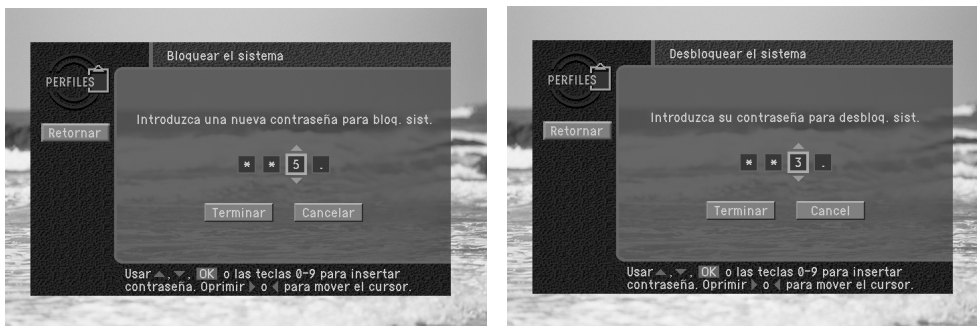 Bloquear el sistema
PERFILES
Retornar
Introduzca una nueva contraseña para bloq. sist.
* * 5 .
Terminar Cancelar
Usar ▲, ▼, OK o las teclas 0-9 para insertar
contraseña. Oprimir ▶ o ◀ para mover el cursor.
Desbloquear el sistema
PERFILES
Retornar
Introduzca su contraseña para desbloq. sist.
* * 3 .
Terminar Cancel
Usar ▲, ▼, OK o las teclas 0-9 para insertar
contraseña. Oprimir ▶ o ◀ para mover el cursor.